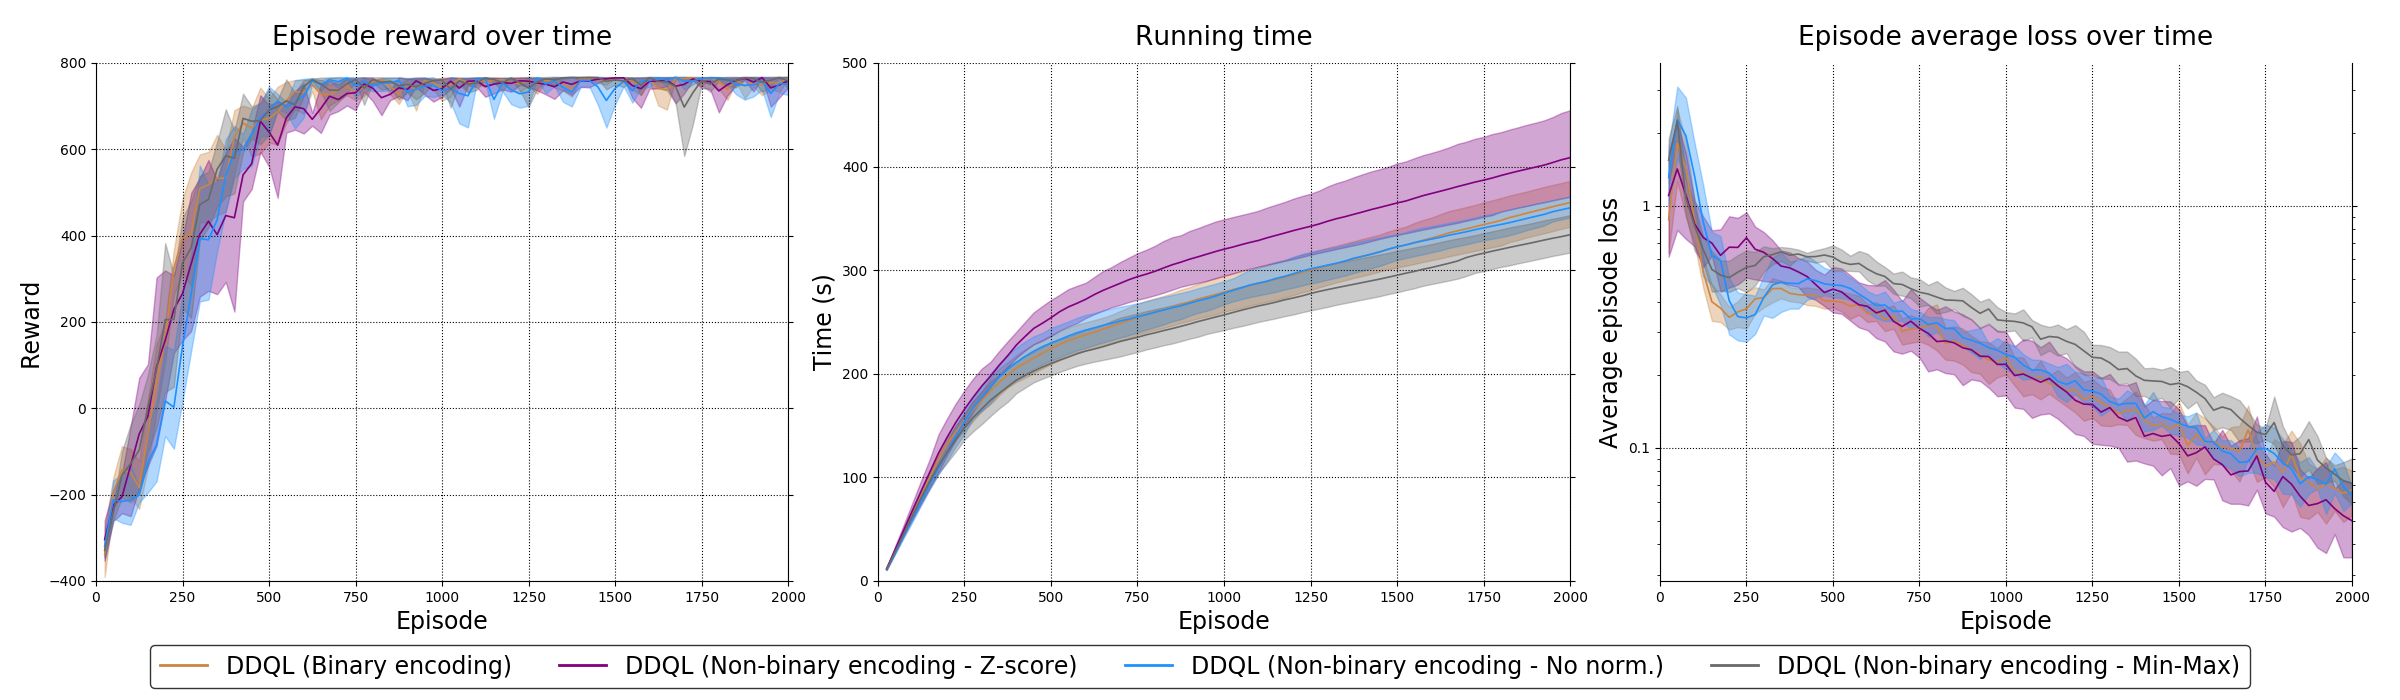 Episode reward over time
Running time
Episode average loss over time
800
600
400
200
0
−200
−400
Reward
0 250 500 750 1000 1250 1500 1750 2000
Episode
500
400
300
200
100
0
Time (s)
0 250 500 750 1000 1250 1500 1750 2000
Episode
1
0.1
Average episode loss
0 250 500 750 1000 1250 1500 1750 2000
Episode
DDQL (Binary encoding) DDQL (Non-binary encoding - Z-score) DDQL (Non-binary encoding - No norm.) DDQL (Non-binary encoding - Min-Max)